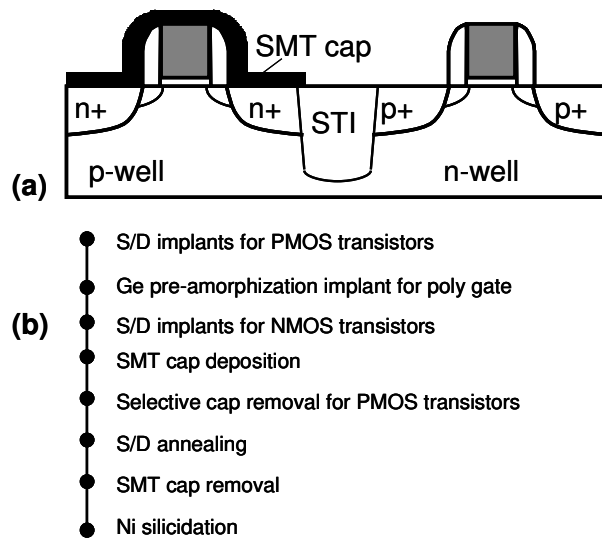 SMT cap
n+
n+
STI
p+
p+
p-well
n-well
(a)
S/D implants for PMOS transistors
Ge pre-amorphization implant for poly gate
(b)
S/D implants for NMOS transistors
SMT cap deposition
Selective cap removal for PMOS transistors
S/D annealing
SMT cap removal
Ni silicidation